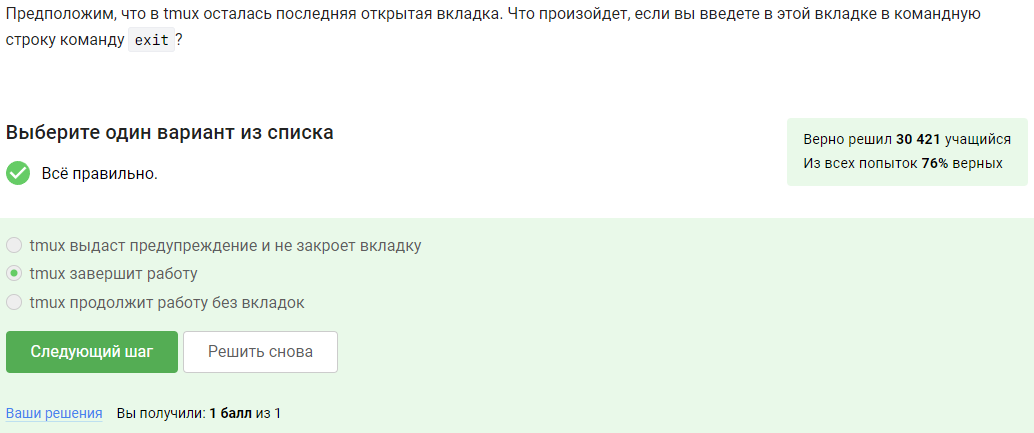 Предположим, что в tmux осталась последняя открытая вкладка. Что произойдет, если вы введете в этой вкладке в командную
строку команду exit ?
Выберите один вариант из списка
Всё правильно.
Верно решил 30 421 учащийся
Из всех попыток 76% верных
tmux выдаст предупреждение и не закроет вкладку
tmux завершит работу
tmux продолжит работу без вкладок
Следующий шаг
Решить снова
Ваши решения Вы получили: 1 балл из 1